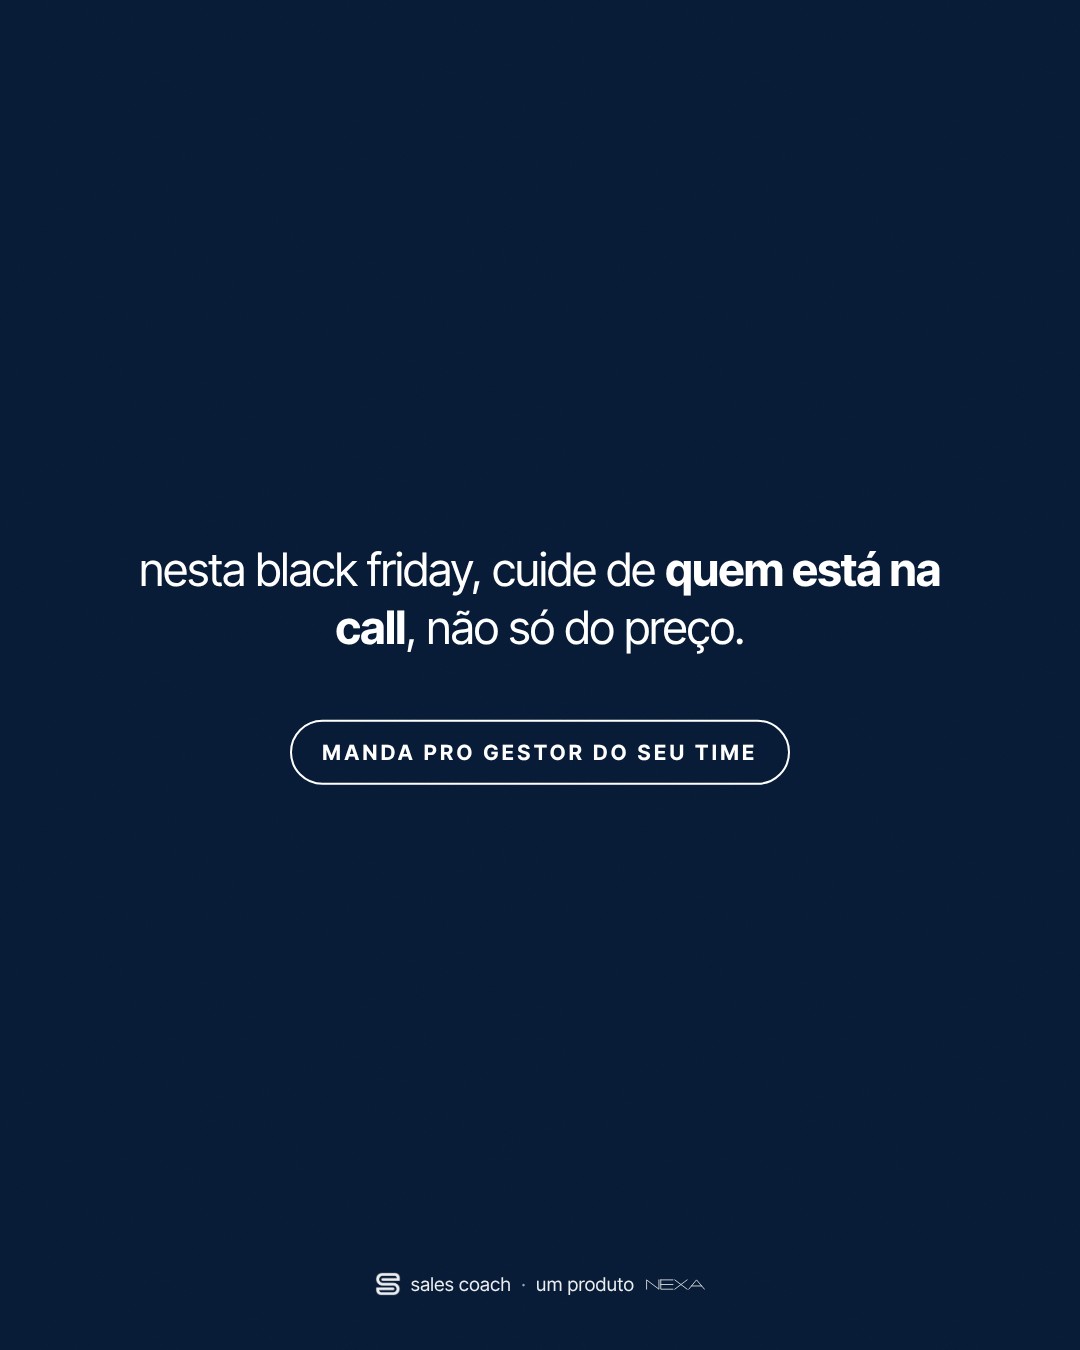 nesta black friday, cuide de quem está na
call, não só do preço.
MANDA PRO GESTOR DO SEU TIME
sales coach · um produto NEXA